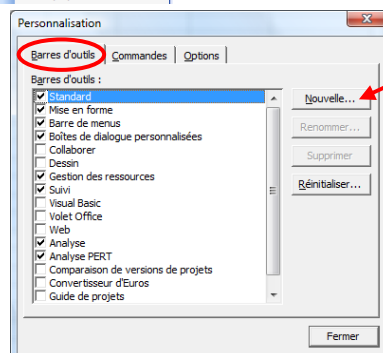 Personnalisation
Barres d'outils Commandes Options
Barres d'outils :
Standard
Mise en forme
Barre de menus
Boîtes de dialogue personnalisées
Collaborer
Dessin
Gestion des ressources
Suivi
Visual Basic
Volet Office
Web
Analyse
Analyse PERT
Comparaison de versions de projets
Convertisseur d'Euros
Guide de projets
Nouvelle...
Renommer...
Supprimer
Réinitialiser...
Fermer